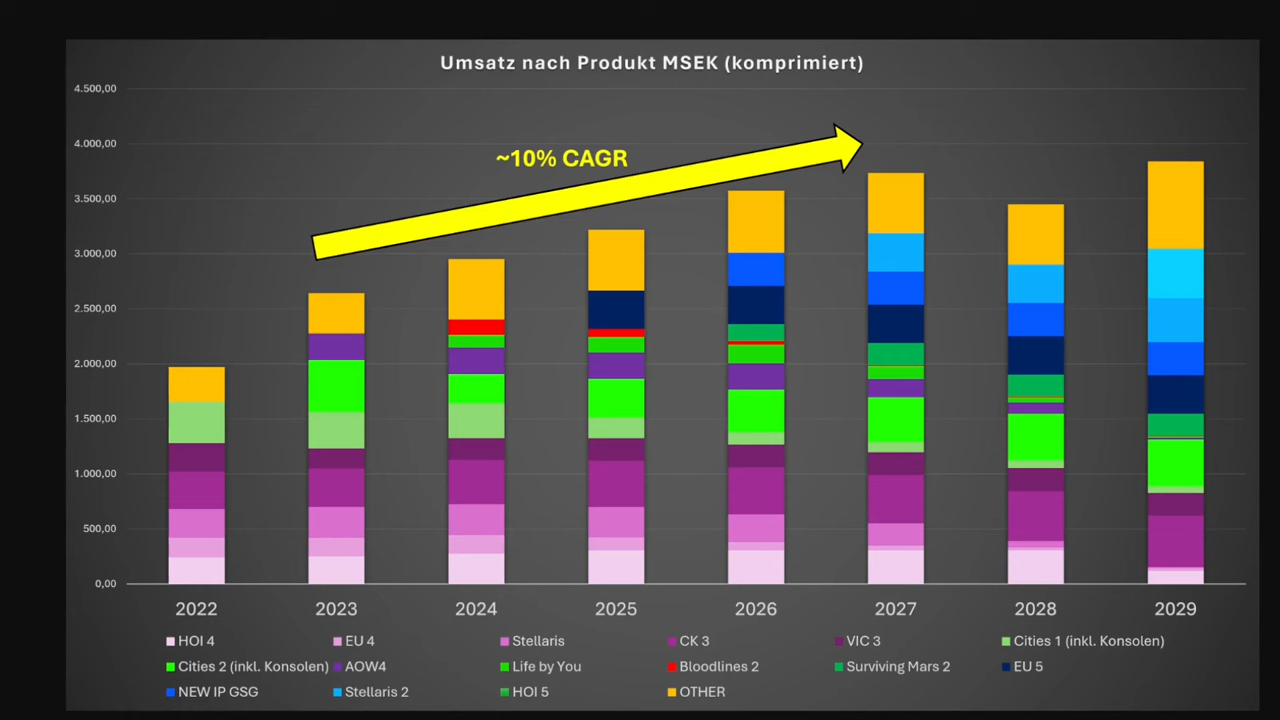 Umsatz nach Produkt MSEK (komprimiert)
4.500,00
4.000,00
~10% CAGR
3.500,00
3.000,00
2.500,00
2.000,00
1.500,00
1.000,00
500,00
0,00
2022 2023 2024 2025 2026 2027 2028 2029
HOI 4 EU 4 Stellaris CK 3 VIC 3 Cities 1 (inkl. Konsolen)
Cities 2 (inkl. Konsolen) AOW4 Life by You Bloodlines 2 Surviving Mars 2 EU 5
NEW IP GSG Stellaris 2 HOI 5 OTHER